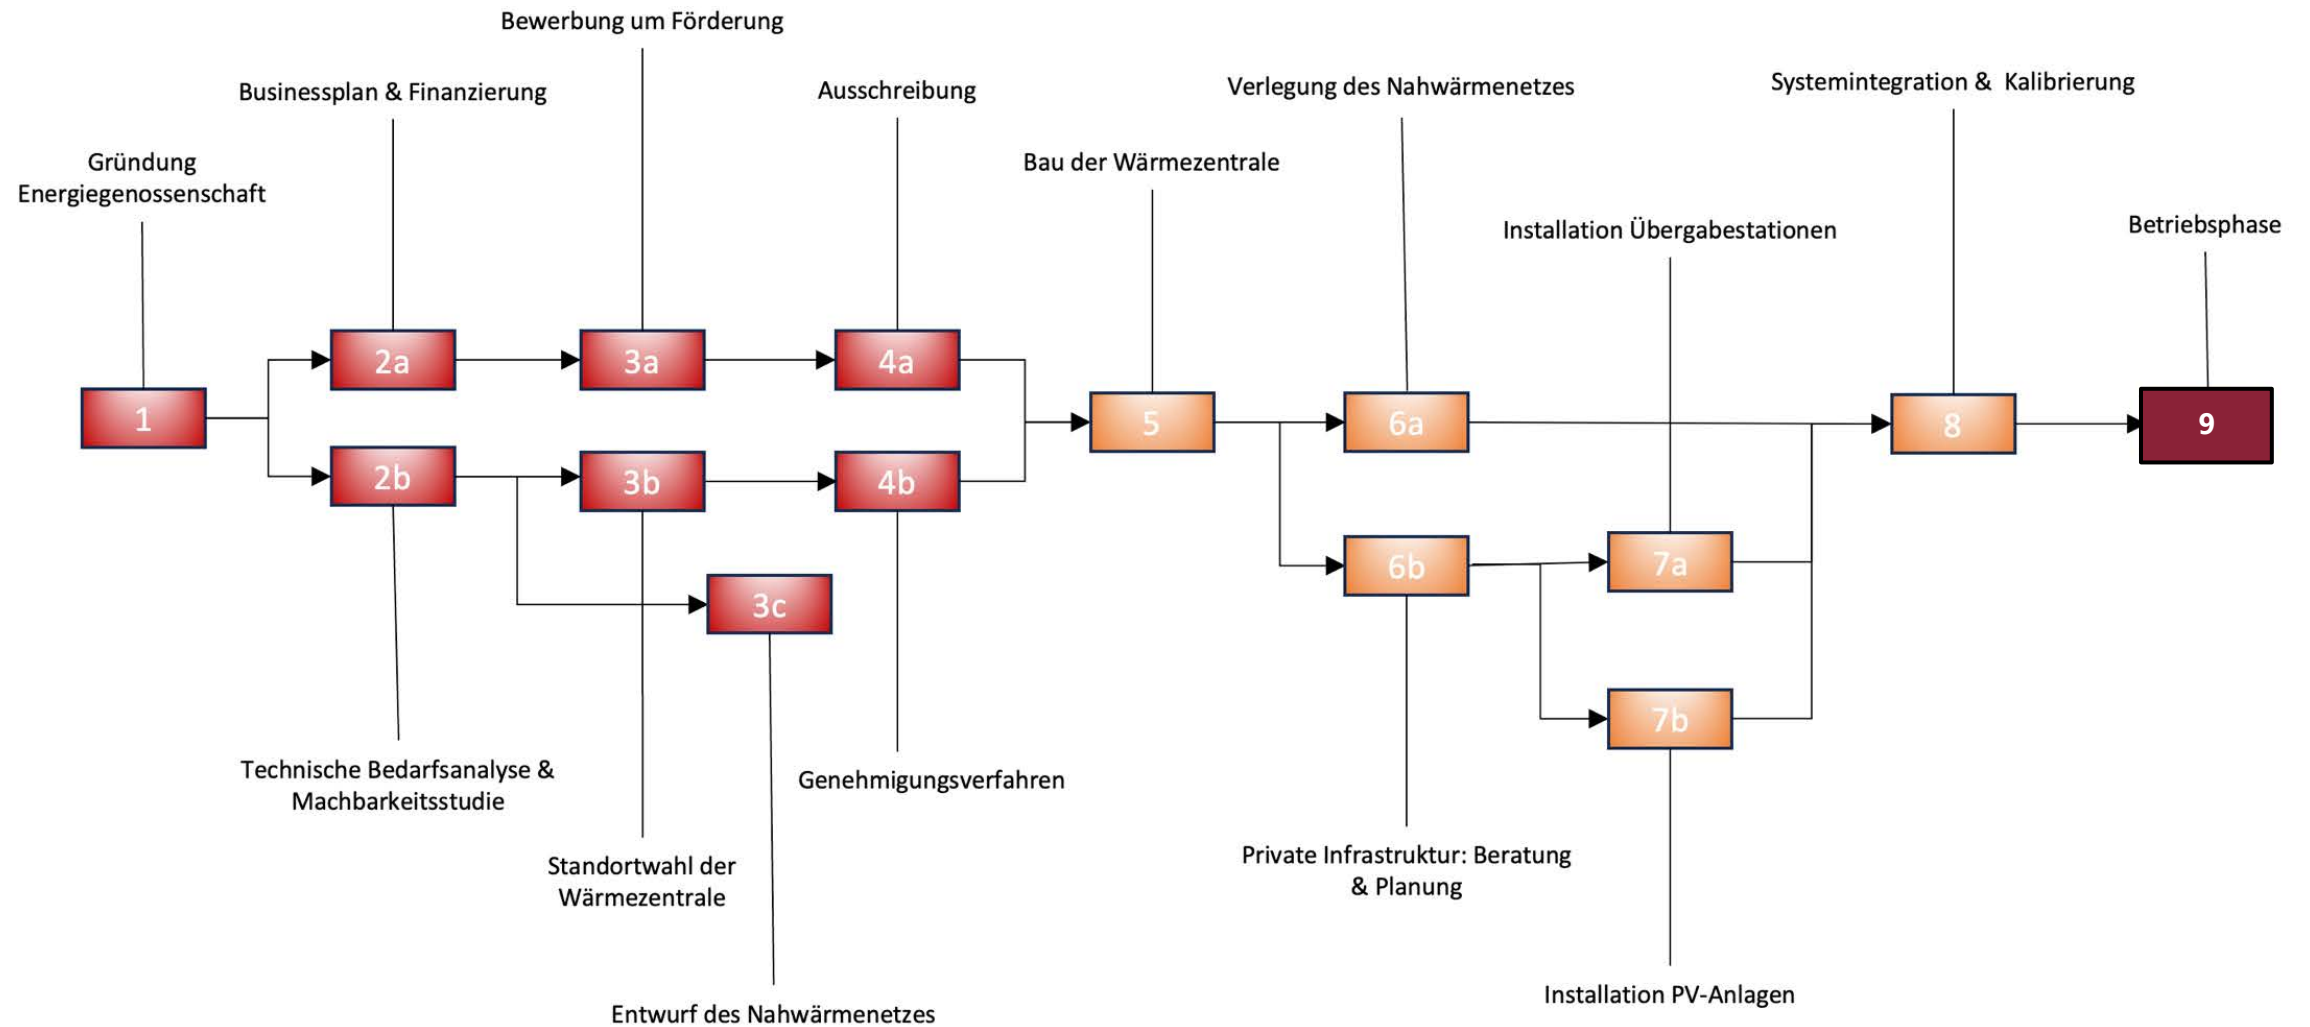 Bewerbung um Förderung
Businessplan & Finanzierung
Ausschreibung
Verlegung des Nahwärmenetzes
Systemintegration & Kalibrierung
Gründung
Energiegenossenschaft
Bau der Wärmezentrale
Installation Übergabestationen
Betriebsphase
2a
3a
4a
1
5
6a
8
9
2b
3b
4b
6b
7a
3c
7b
Technische Bedarfsanalyse &
Machbarkeitsstudie
Genehmigungsverfahren
Standortwahl der
Wärmezentrale
Private Infrastruktur: Beratung
& Planung
Installation PV-Anlagen
Entwurf des Nahwärmenetzes